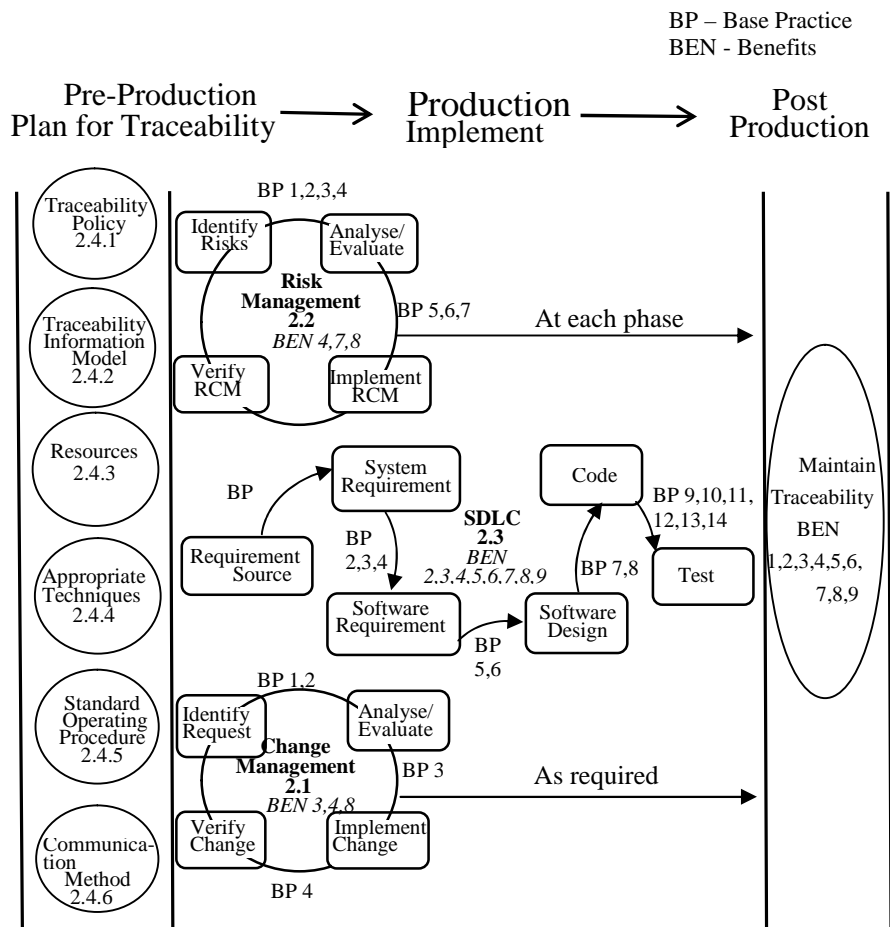 BP – Base Practice
BEN - Benefits
Pre-Production
Plan for Traceability
Production
Implement
Post
Production
Traceability
Policy
2.4.1
Traceability
Information
Model
2.4.2
Resources
2.4.3
Appropriate
Techniques
2.4.4
Standard
Operating
Procedure
2.4.5
Communica-
tion
Method
2.4.6
BP 1,2,3,4
Identify
Risks
Analyse/
Evaluate
Risk
Management
2.2
BEN 4,7,8
BP 5,6,7
At each phase
Verify
RCM
Implement
RCM
System
Requirement
BP
Requirement
Source
BP
2,3,4
SDLC
2.3
BEN
2,3,4,5,6,7,8,9
Code
BP 9,10,11,
12,13,14
BP 7,8
Test
Software
Requirement
BP
5,6
Software
Design
BP 1,2
Identify
Request
Analyse/
Evaluate
Change
Management
2.1
BEN 3,4,8
BP 3
As required
Verify
Change
Implement
Change
BP 4
Maintain
Traceability
BEN
1,2,3,4,5,6,
7,8,9